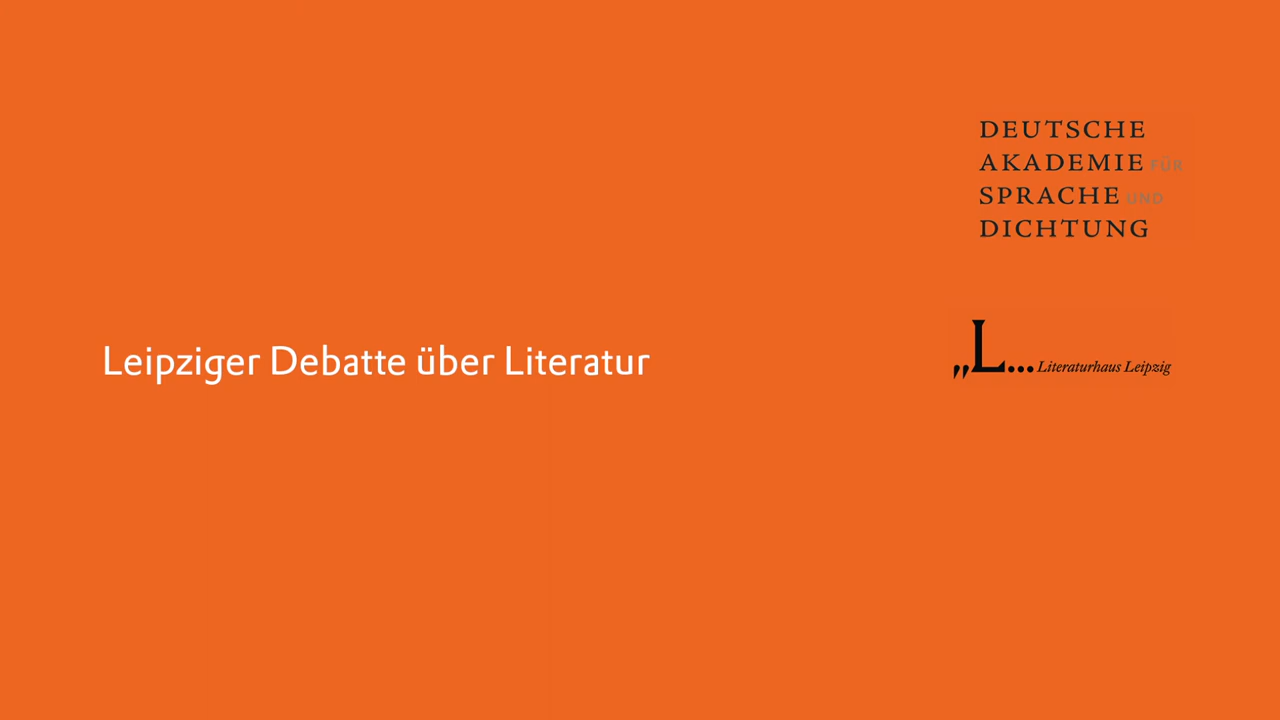 DEUTSCHE
AKADEMIE FÜR
SPRACHE UND
DICHTUNG
Leipziger Debatte über Literatur
„L... Literaturhaus Leipzig